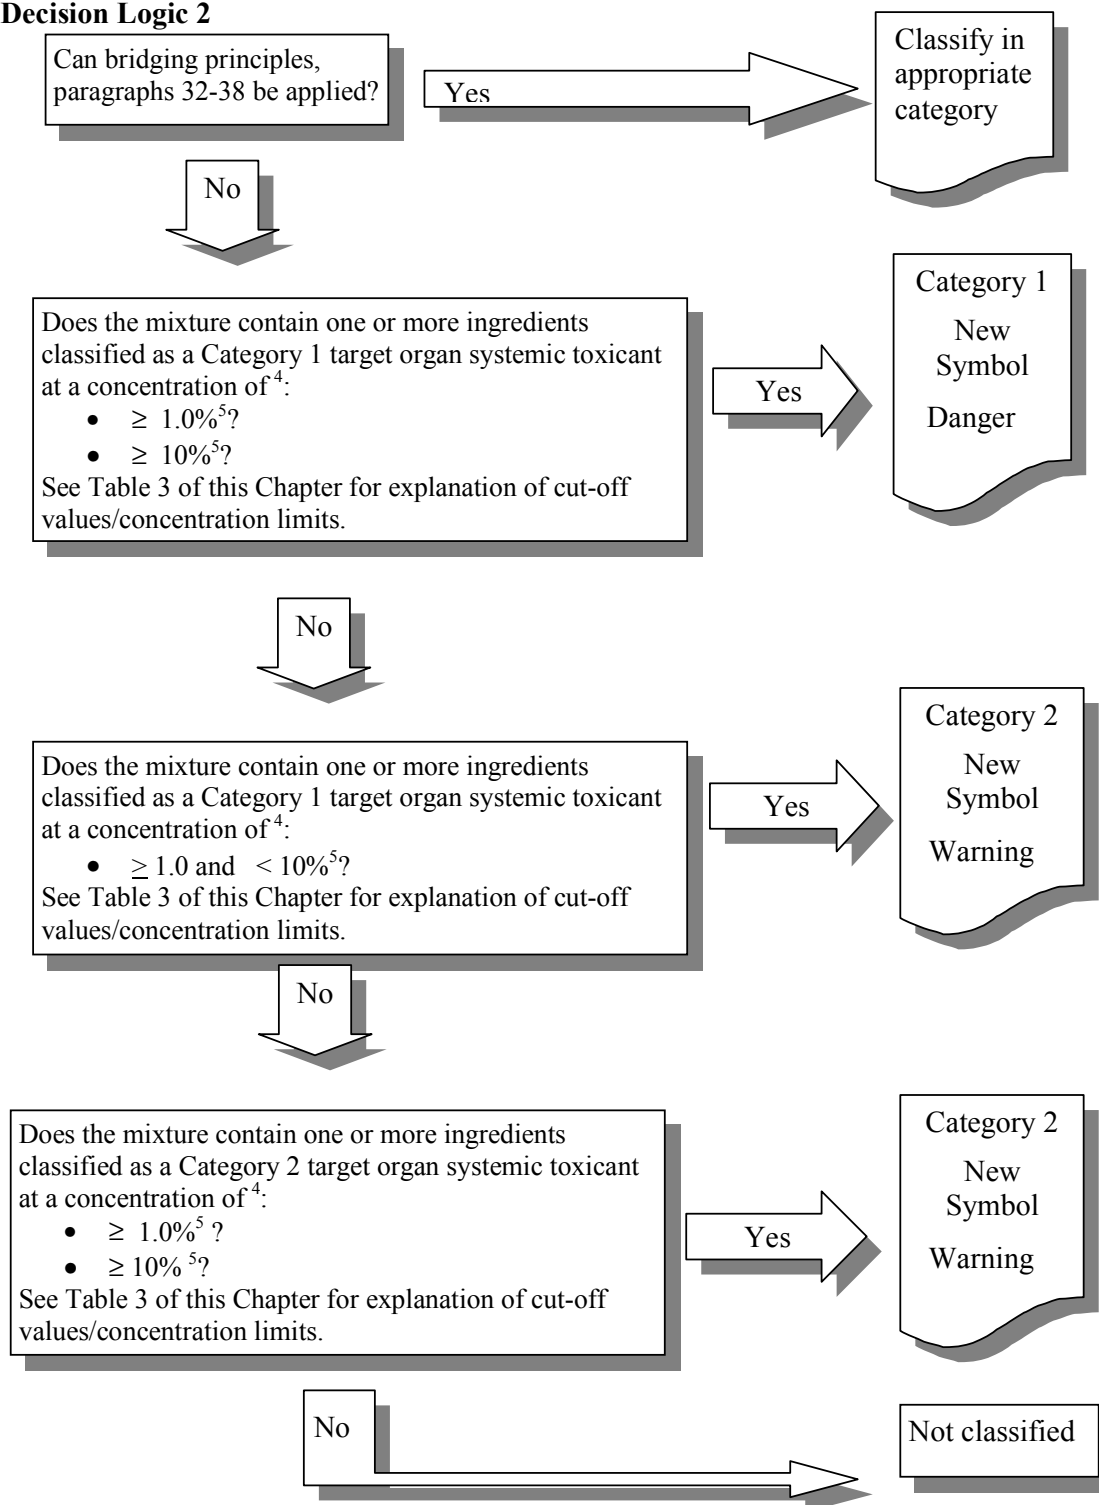 Decision Logic 2
Can bridging principles,
paragraphs 32-38 be applied?
Yes
Classify in
appropriate
category
No
Does the mixture contain one or more ingredients
classified as a Category 1 target organ systemic toxicant
at a concentration of 4:
• ≥ 1.0%5?
• ≥ 10%5?
See Table 3 of this Chapter for explanation of cut-off
values/concentration limits.
Yes
Category 1
New
Symbol
Danger
No
Does the mixture contain one or more ingredients
classified as a Category 1 target organ systemic toxicant
at a concentration of 4:
• ≥ 1.0 and < 10%5?
See Table 3 of this Chapter for explanation of cut-off
values/concentration limits.
Yes
Category 2
New
Symbol
Warning
No
Does the mixture contain one or more ingredients
classified as a Category 2 target organ systemic toxicant
at a concentration of 4:
• ≥ 1.0%5 ?
• ≥ 10% 5?
See Table 3 of this Chapter for explanation of cut-off
values/concentration limits.
Yes
Category 2
New
Symbol
Warning
No
Not classified